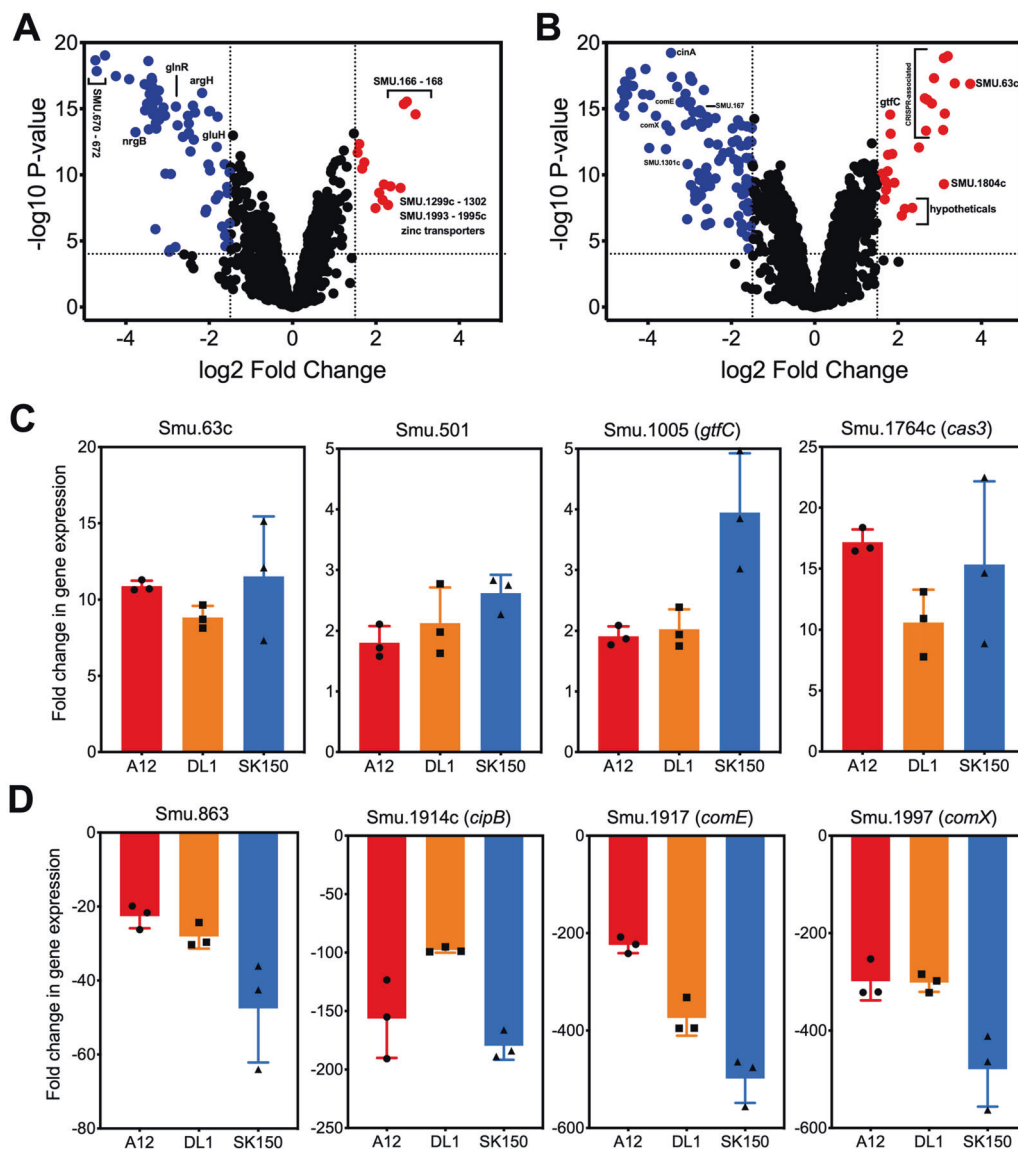 A
B
20
15
10
5
0
-log10 P-value
-4 -2 0 2 4
log2 Fold Change
SMU.670 - 672
nrgB
glnR
argH
gluH
SMU.166 - 168
SMU.1299c - 1302
SMU.1993 - 1995c
zinc transporters
20
15
10
5
0
-log10 P-value
-4 -2 0 2 4
log2 Fold Change
cinA
comE
SMU.167
comX
SMU.1301c
gtfC
CRISPR-associated
SMU.63c
SMU.1804c
hypotheticals
C
Fold change in gene expression
Smu.63c
20
15
10
5
0
A12 DL1 SK150
Smu.501
5
4
3
2
1
0
A12 DL1 SK150
Smu.1005 (gtfC)
5
4
3
2
1
0
A12 DL1 SK150
Smu.1764c (cas3)
25
20
15
10
5
0
A12 DL1 SK150
D
Fold change in gene expression
Smu.863
0
-20
-40
-60
-80
A12 DL1 SK150
Smu.1914c (cipB)
0
-50
-100
-150
-200
-250
A12 DL1 SK150
Smu.1917 (comE)
0
-200
-400
-600
A12 DL1 SK150
Smu.1997 (comX)
0
-200
-400
-600
A12 DL1 SK150